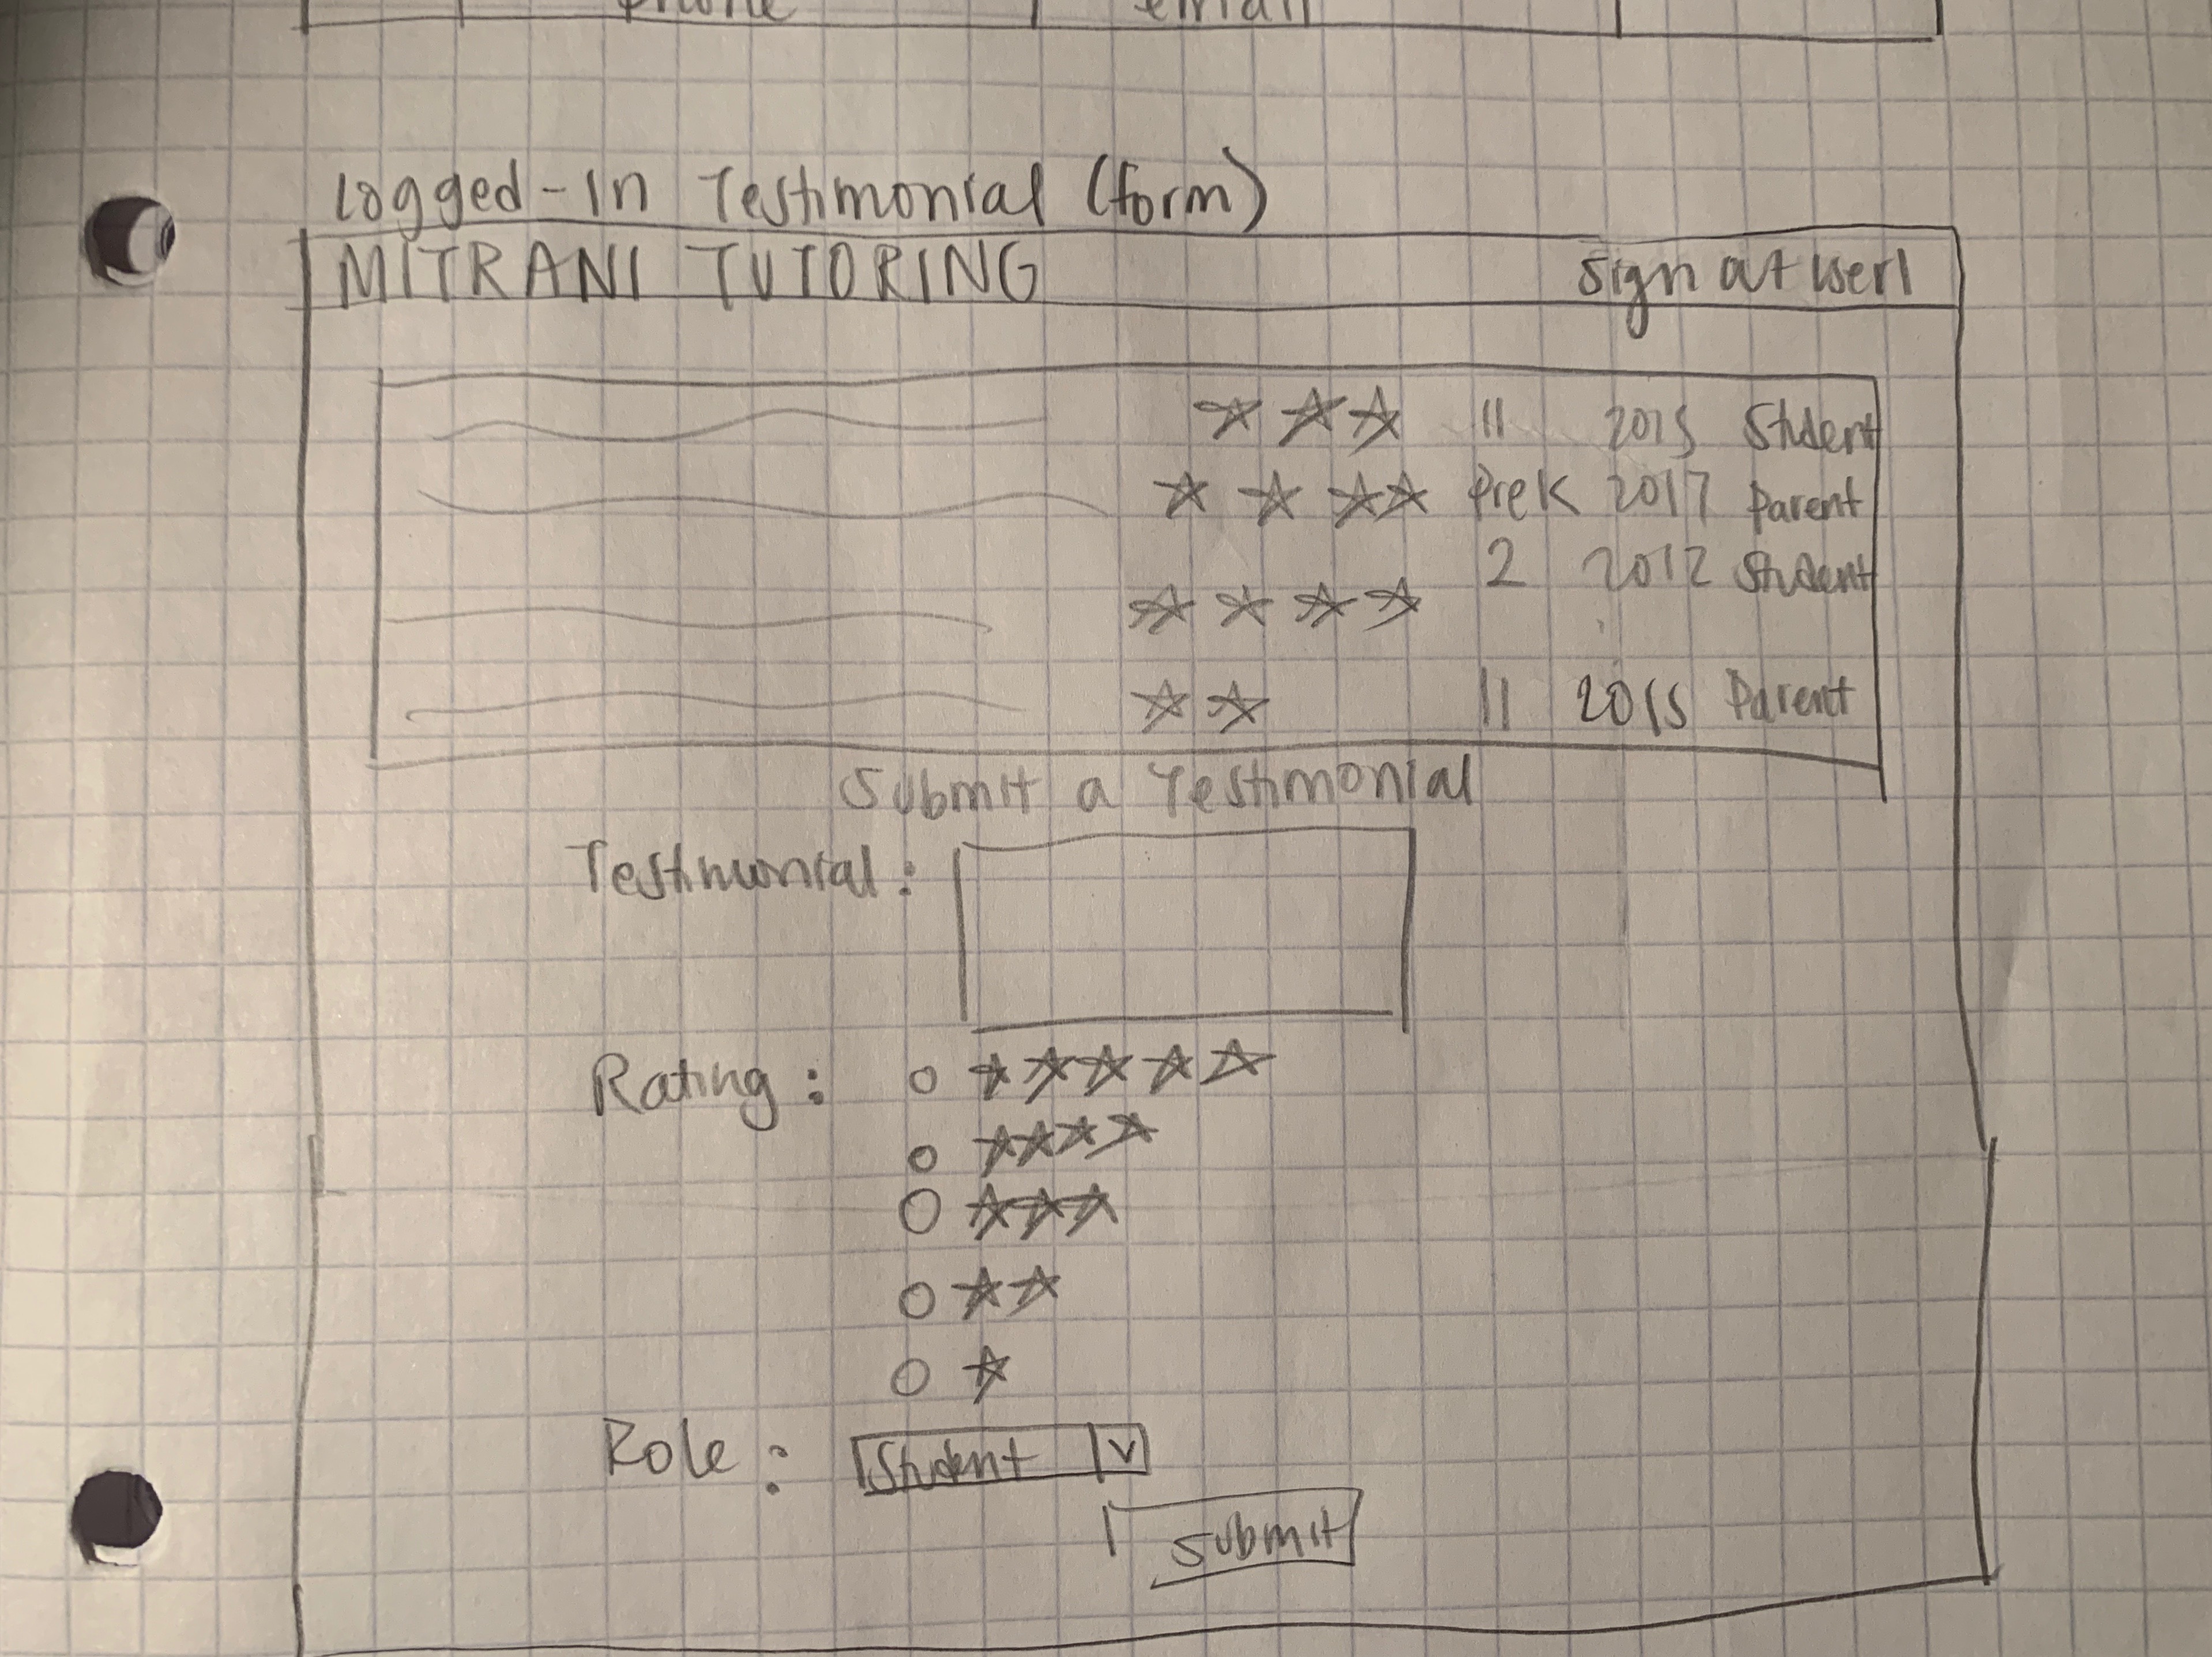 phone email
Logged-In Testimonial (form)
MITRANI TUTORING Sign out User1
☆☆☆ 11 2015 Student
☆☆☆☆ PreK 2017 Parent
☆☆☆☆ 2 2012 Student
☆☆ 11 2015 Parent
Submit a Testimonial
Testimonial:
Rating: ○ ☆☆☆☆☆
○ ☆☆☆☆
○ ☆☆☆
○ ☆☆
○ ☆
Role: Student V
Submit